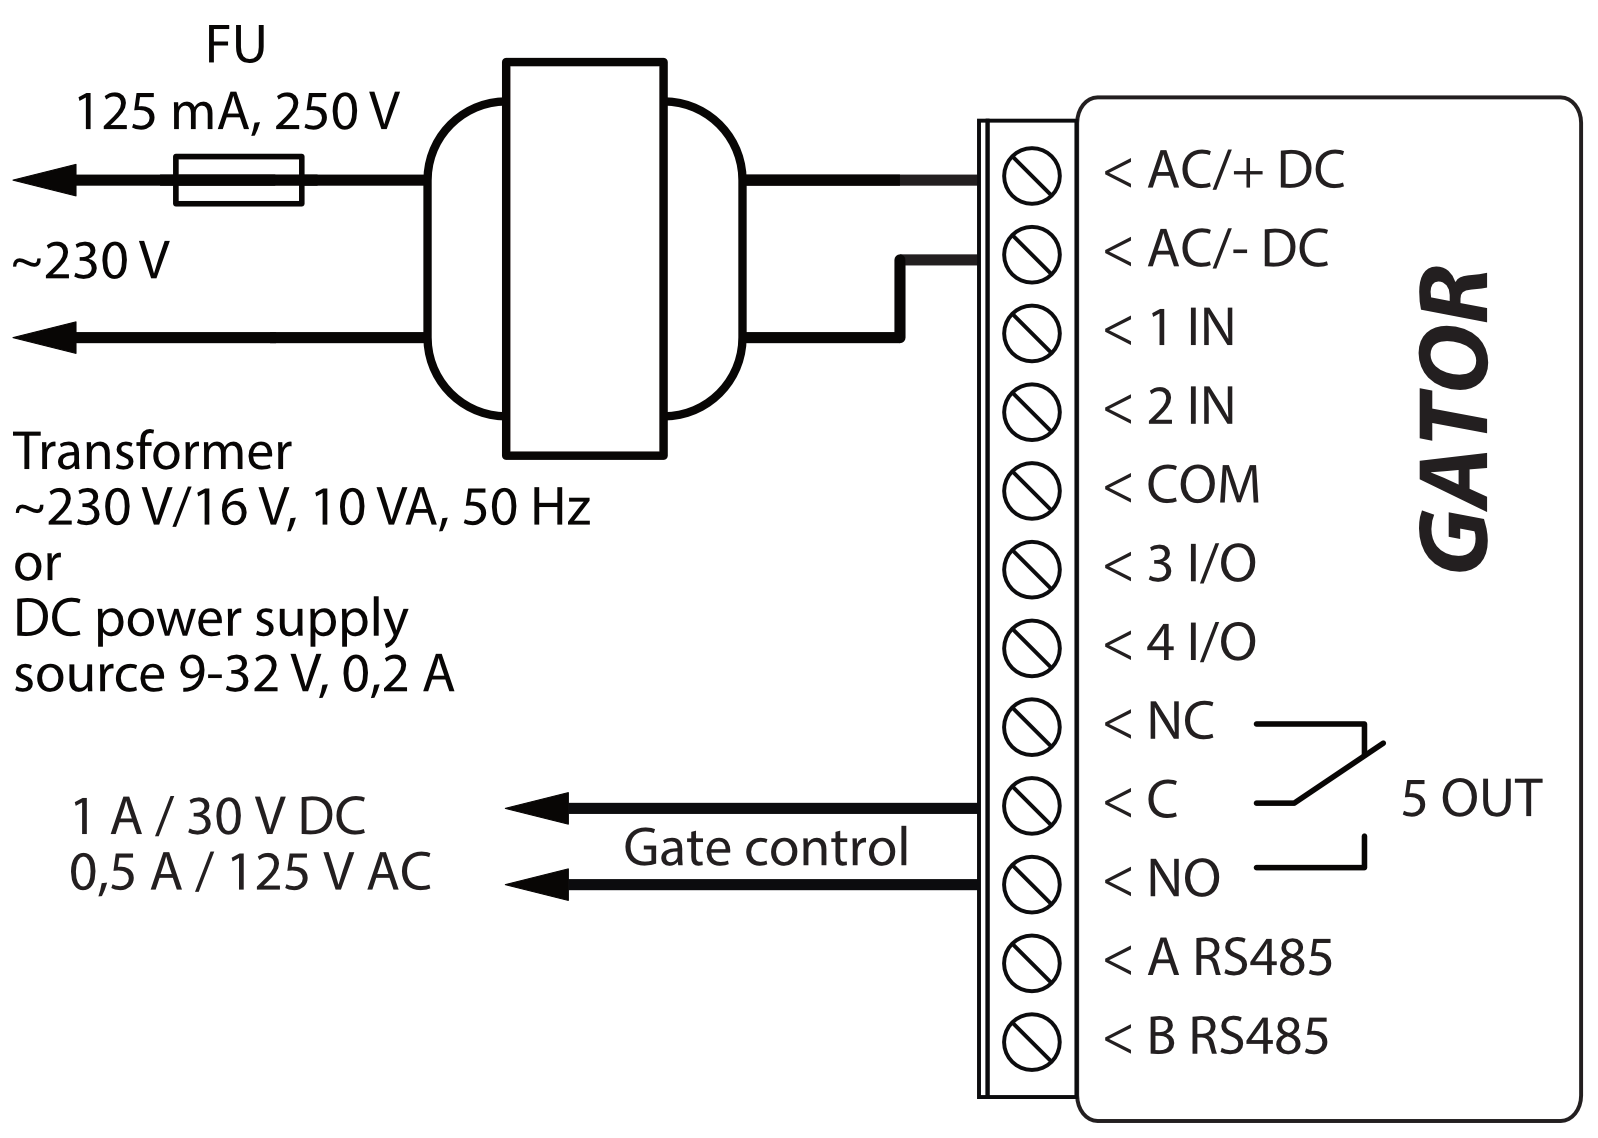 FU
125 mA, 250 V
~230 V
Transformer
~230 V/16 V, 10 VA, 50 Hz
or
DC power supply
source 9-32 V, 0,2 A
1 A / 30 V DC
0,5 A / 125 V AC
Gate control
< AC/+ DC
< AC/- DC
< 1 IN
< 2 IN
< COM
< 3 I/O
< 4 I/O
< NC
< C
5 OUT
< NO
< A RS485
< B RS485
GATOR